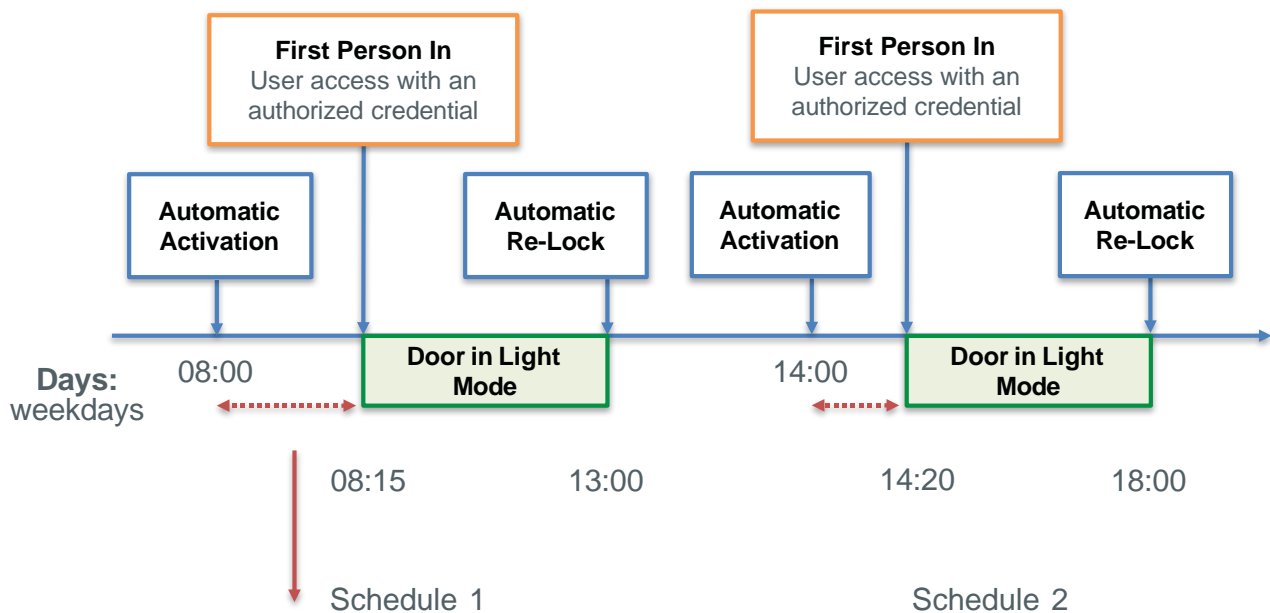 First Person In
User access with an
authorized credential
First Person In
User access with an
authorized credential
Automatic
Activation
Automatic
Re-Lock
Automatic
Activation
Automatic
Re-Lock
Days:
weekdays
08:00
Door in Light
Mode
14:00
Door in Light
Mode
08:15
13:00
14:20
18:00
Schedule 1
Schedule 2